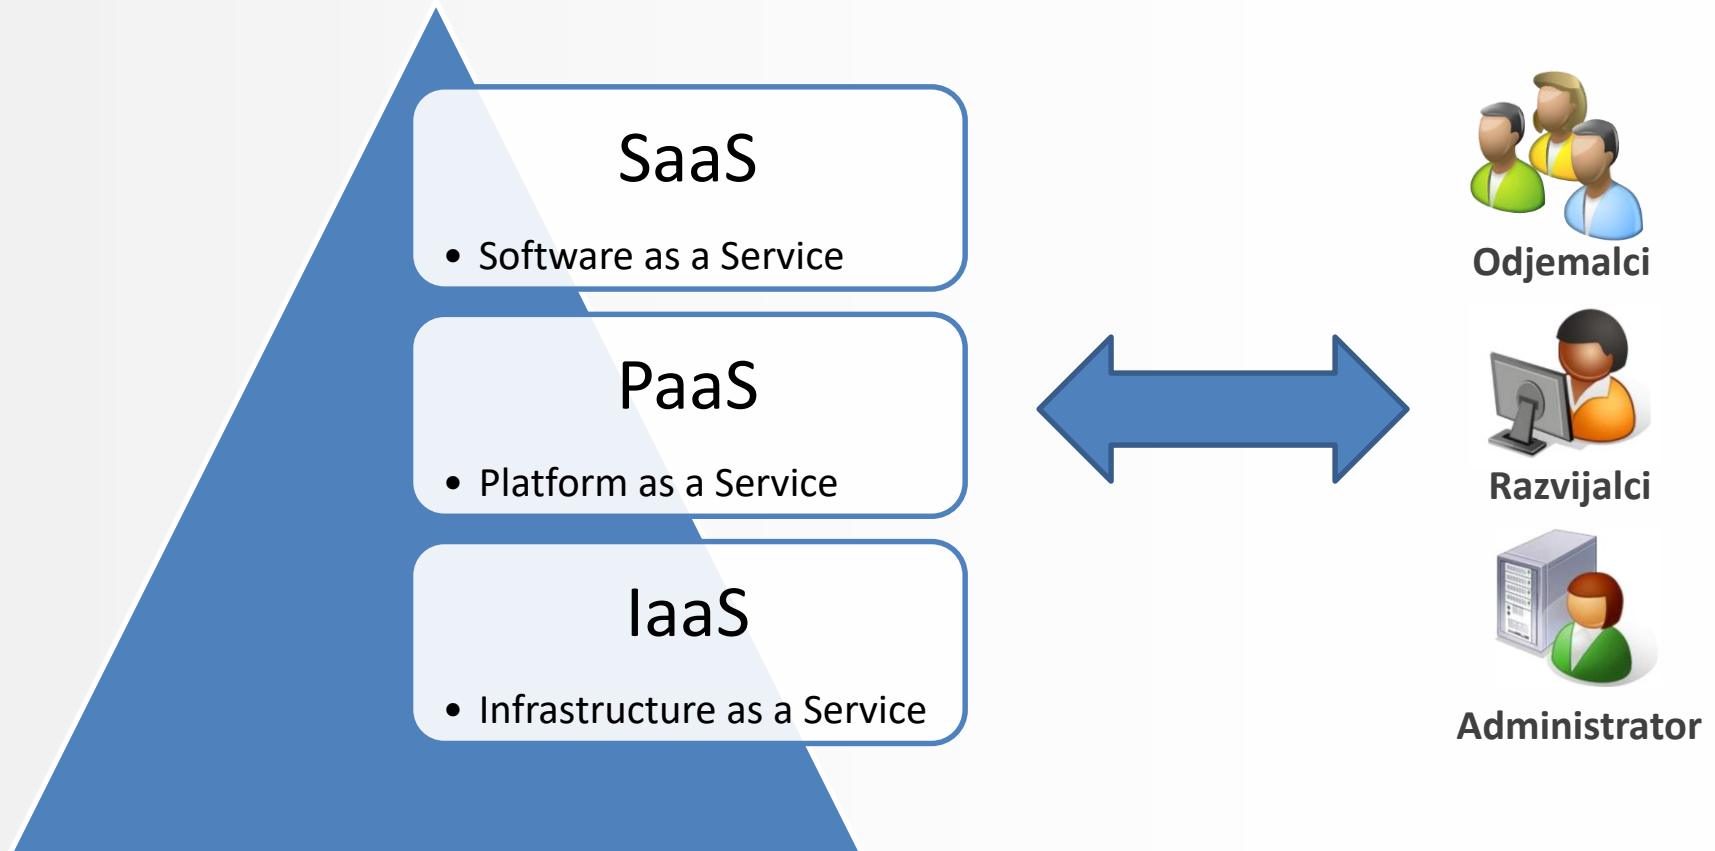 SaaS
• Software as a Service
PaaS
• Platform as a Service
IaaS
• Infrastructure as a Service
Odjemalci
Razvijalci
Administrator